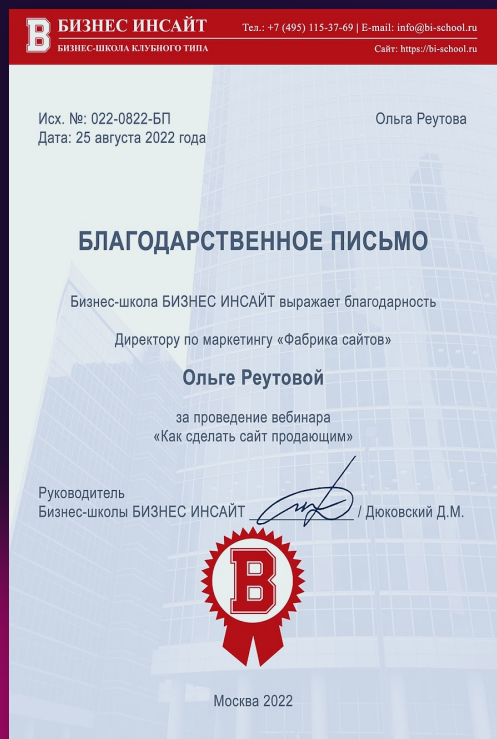 БИЗНЕС ИНСАЙТ
БИЗНЕС-ШКОЛА КЛУБНОГО ТИПА
Тел.: +7 (495) 115-37-69 | E-mail: info@bi-school.ru
Сайт: https://bi-school.ru
Исх. №: 022-0822-БП
Дата: 25 августа 2022 года
Ольга Реутова
БЛАГОДАРСТВЕННОЕ ПИСЬМО
Бизнес-школа БИЗНЕС ИНСАЙТ выражает благодарность
Директору по маркетингу «Фабрика сайтов»
Ольге Реутовой
за проведение вебинара
«Как сделать сайт продающим»
Руководитель
Бизнес-школы БИЗНЕС ИНСАЙТ / Дюковский Д.М.
B
Москва 2022